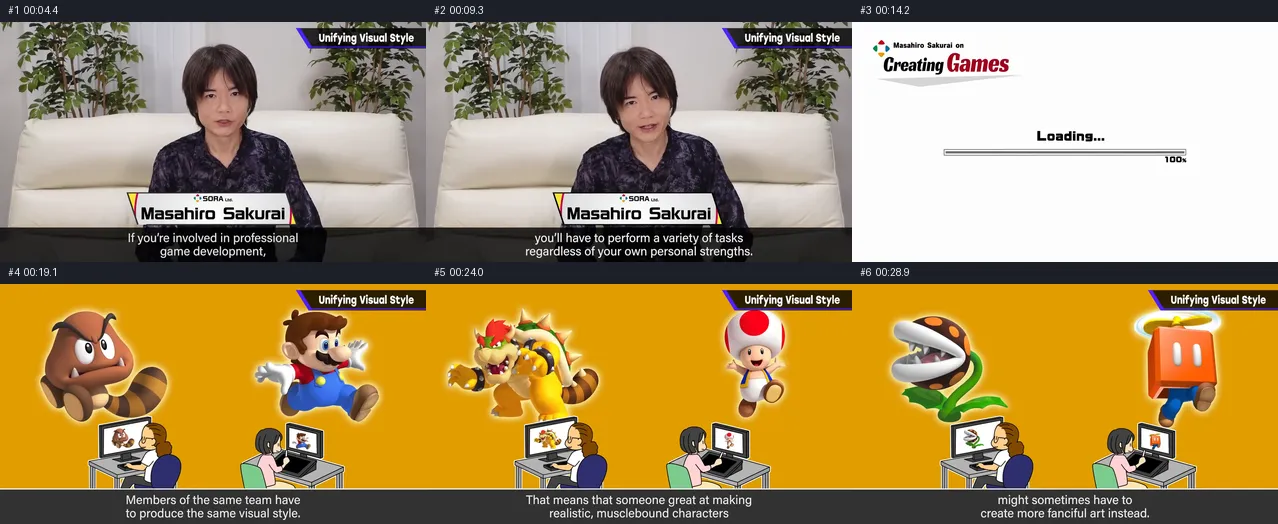 #1 00:04.4
Unifying Visual Style
SORA Ltd.
Masahiro Sakurai
If you're involved in professional
game development,
#2 00:09.3
Unifying Visual Style
SORA Ltd.
Masahiro Sakurai
you'll have to perform a variety of tasks
regardless of your own personal strengths.
#3 00:14.2
Masahiro Sakurai on
Creating Games
Loading...
100%
#4 00:19.1
Unifying Visual Style
Members of the same team have
to produce the same visual style.
#5 00:24.0
Unifying Visual Style
That means that someone great at making
realistic, musclebound characters
#6 00:28.9
Unifying Visual Style
might sometimes have to
create more fanciful art instead.